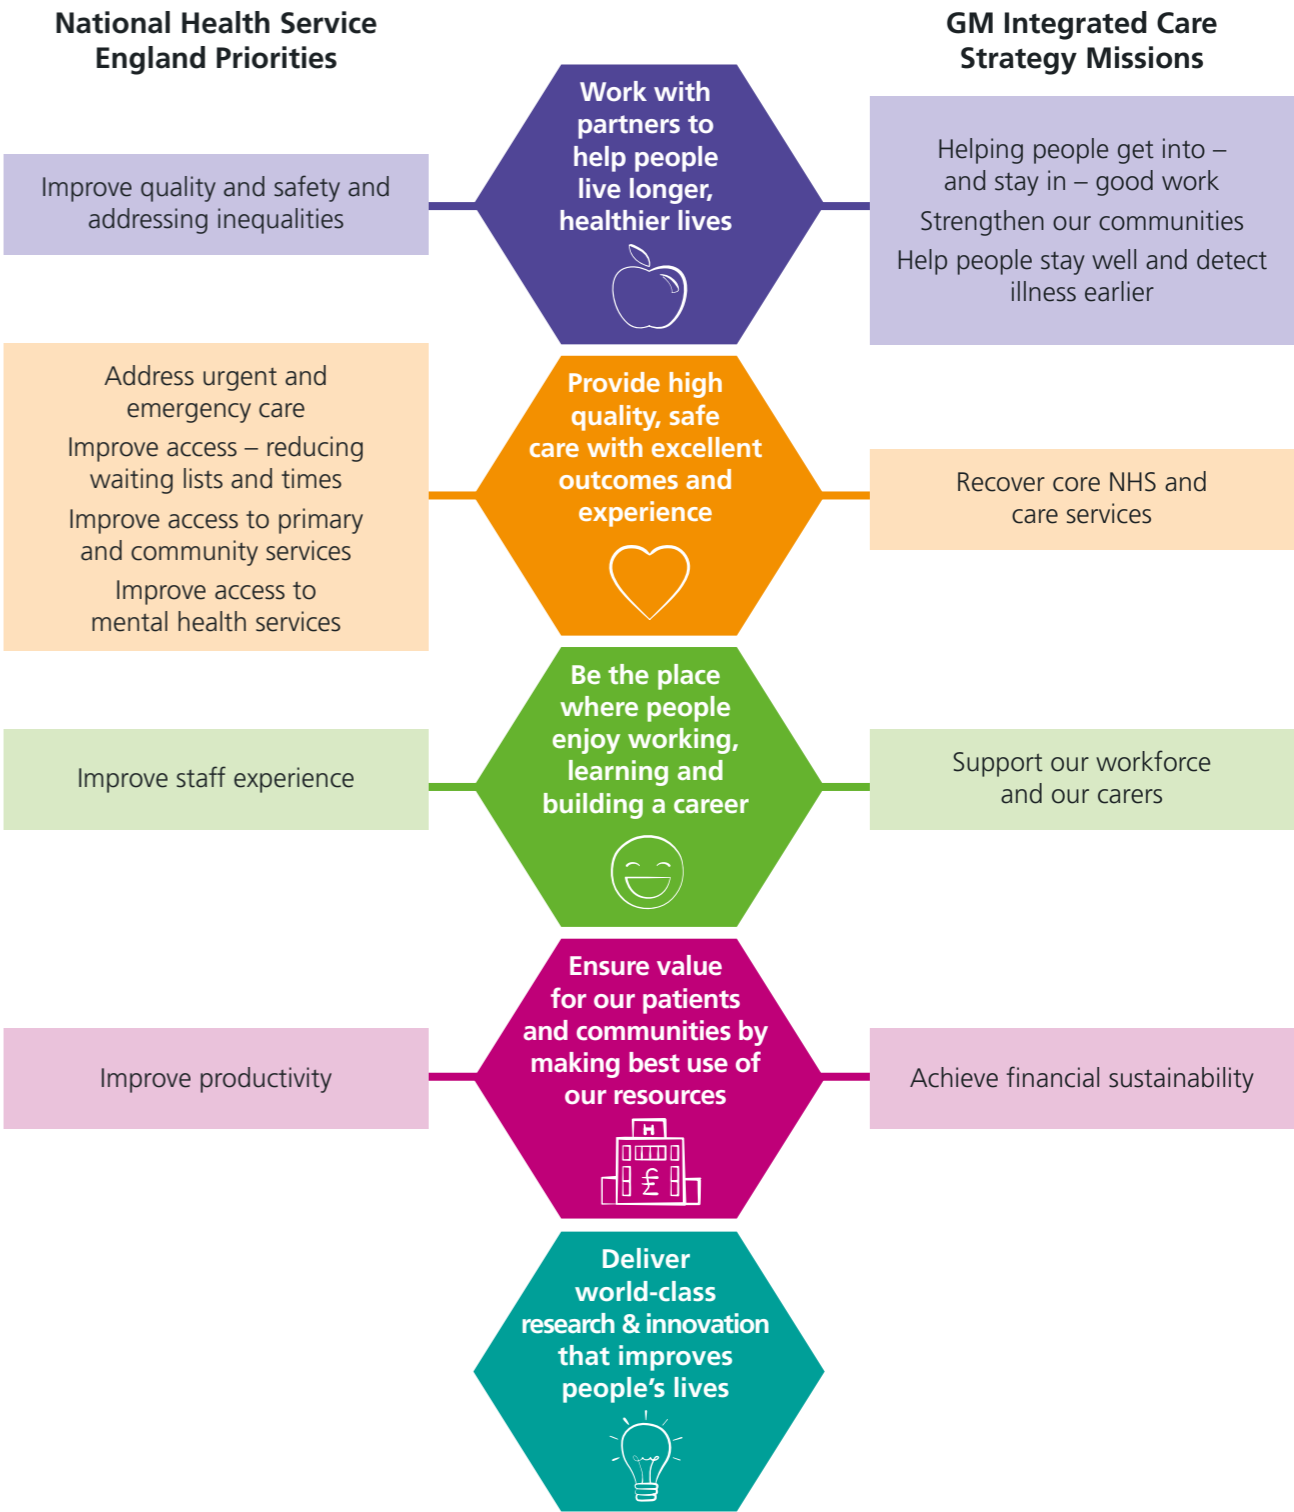 National Health Service
England Priorities
GM Integrated Care
Strategy Missions
Work with
partners to
help people
live longer,
healthier lives
Improve quality and safety and
addressing inequalities
Helping people get into –
and stay in – good work
Strengthen our communities
Help people stay well and detect
illness earlier
Address urgent and
emergency care
Improve access – reducing
waiting lists and times
Improve access to primary
and community services
Improve access to
mental health services
Provide high
quality, safe
care with excellent
outcomes and
experience
Recover core NHS and
care services
Improve staff experience
Be the place
where people
enjoy working,
learning and
building a career
Support our workforce
and our carers
Improve productivity
Ensure value
for our patients
and communities by
making best use of
our resources
H
£
Achieve financial sustainability
Deliver
world-class
research & innovation
that improves
people’s lives